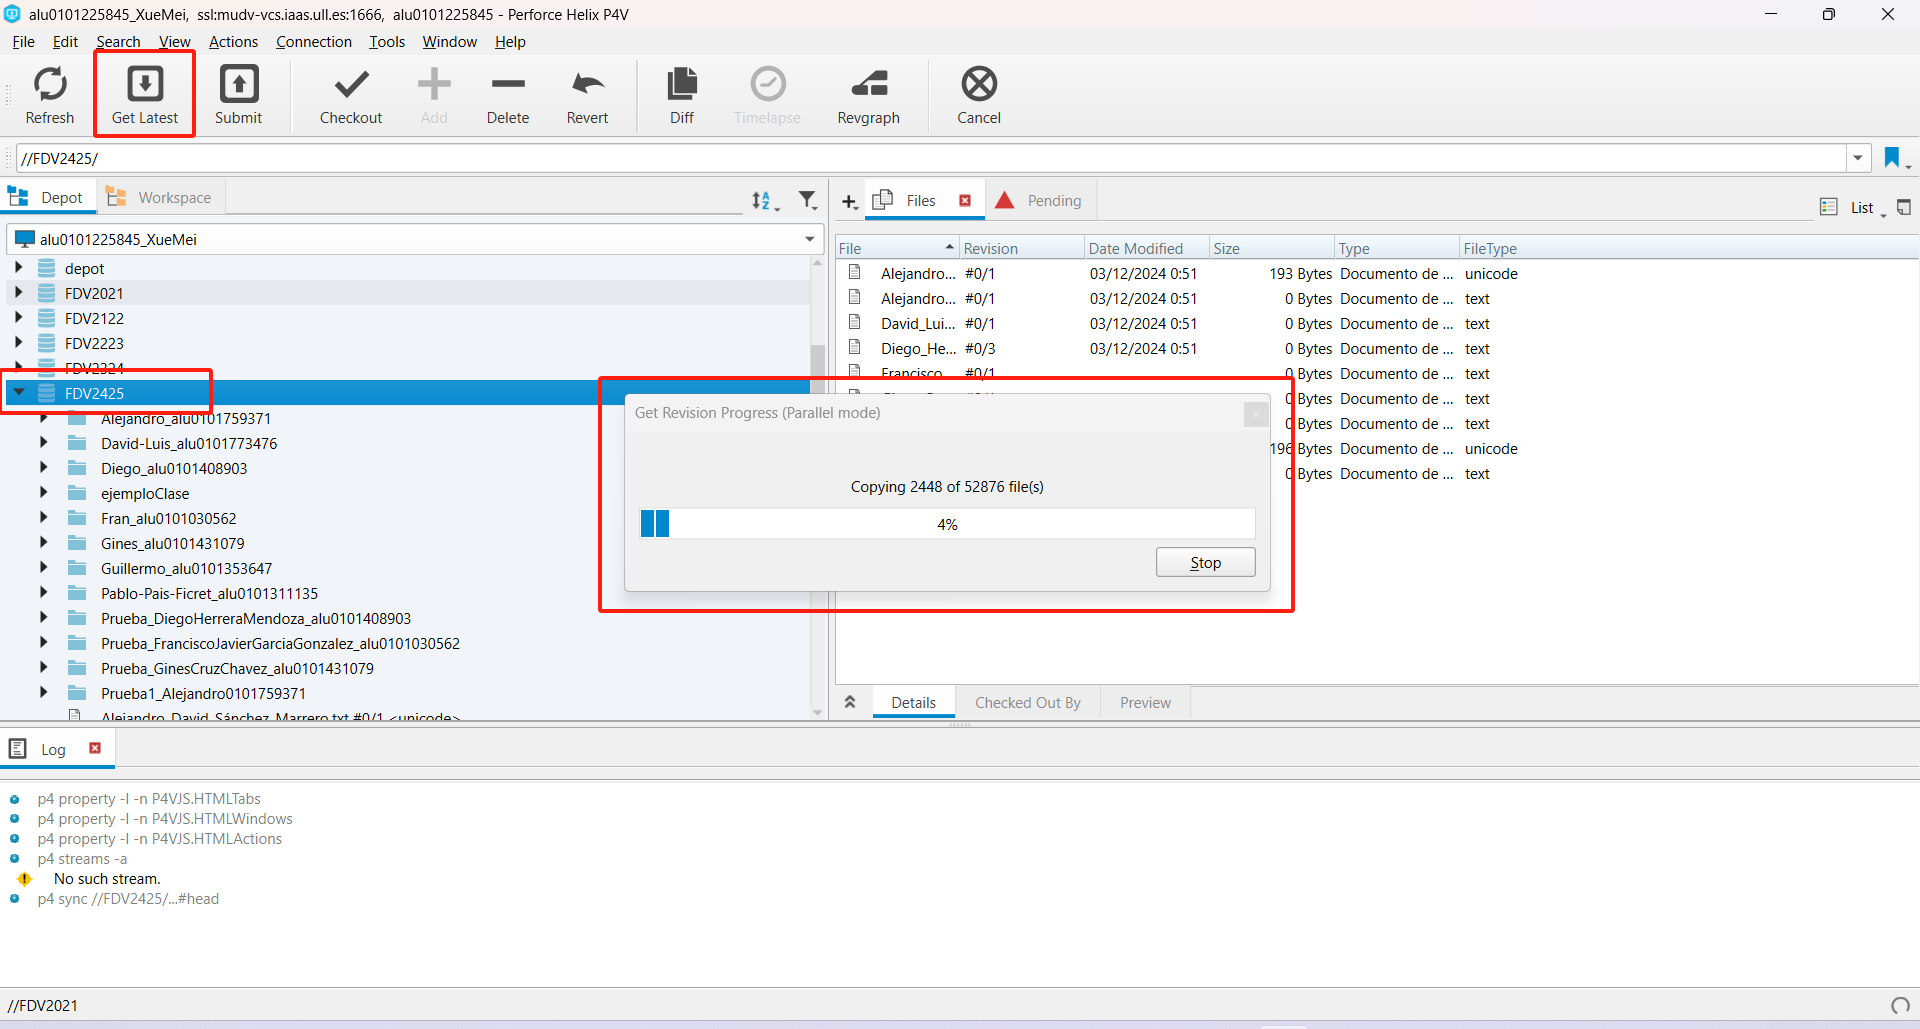 alu0101225845_XueMei, ssl:mudv-vcs.iaas.ull.es:1666, alu0101225845 - Perforce Helix P4V
File Edit Search View Actions Connection Tools Window Help
Refresh Get Latest Submit Checkout Add Delete Revert Diff Timelapse Revgraph Cancel
//FDV2425/
Depot Workspace
alu0101225845_XueMei
depot
FDV2021
FDV2122
FDV2223
FDV2324
FDV2425
Alejandro_alu0101759371
David-Luis_alu0101773476
Diego_alu0101408903
ejemploClase
Fran_alu0101030562
Gines_alu0101431079
Guillermo_alu0101353647
Pablo-Pais-Ficret_alu0101311135
Prueba_DiegoHerreraMendoza_alu0101408903
Prueba_FranciscoJavierGarciaGonzalez_alu0101030562
Prueba_GinesCruzChavez_alu0101431079
Prueba1_Alejandro0101759371
Alejandro_David_Sánchez_Marrero.txt #0/1 <unicode>
Files Pending List
File Revision Date Modified Size Type FileType
Alejandro... #0/1 03/12/2024 0:51 193 Bytes Documento de ... unicode
Alejandro... #0/1 03/12/2024 0:51 0 Bytes Documento de ... text
David_Lui... #0/1 03/12/2024 0:51 0 Bytes Documento de ... text
Diego_He... #0/3 03/12/2024 0:51 0 Bytes Documento de ... text
Francisco... #0/1 0 Bytes Documento de ... text
0 Bytes Documento de ... text
0 Bytes Documento de ... text
196 Bytes Documento de ... unicode
0 Bytes Documento de ... text
Get Revision Progress (Parallel mode)
Copying 2448 of 52876 file(s)
4%
Stop
Details Checked Out By Preview
Log
p4 property -l -n P4VJS.HTMLTabs
p4 property -l -n P4VJS.HTMLWindows
p4 property -l -n P4VJS.HTMLActions
p4 streams -a
No such stream.
p4 sync //FDV2425/...#head
//FDV2021